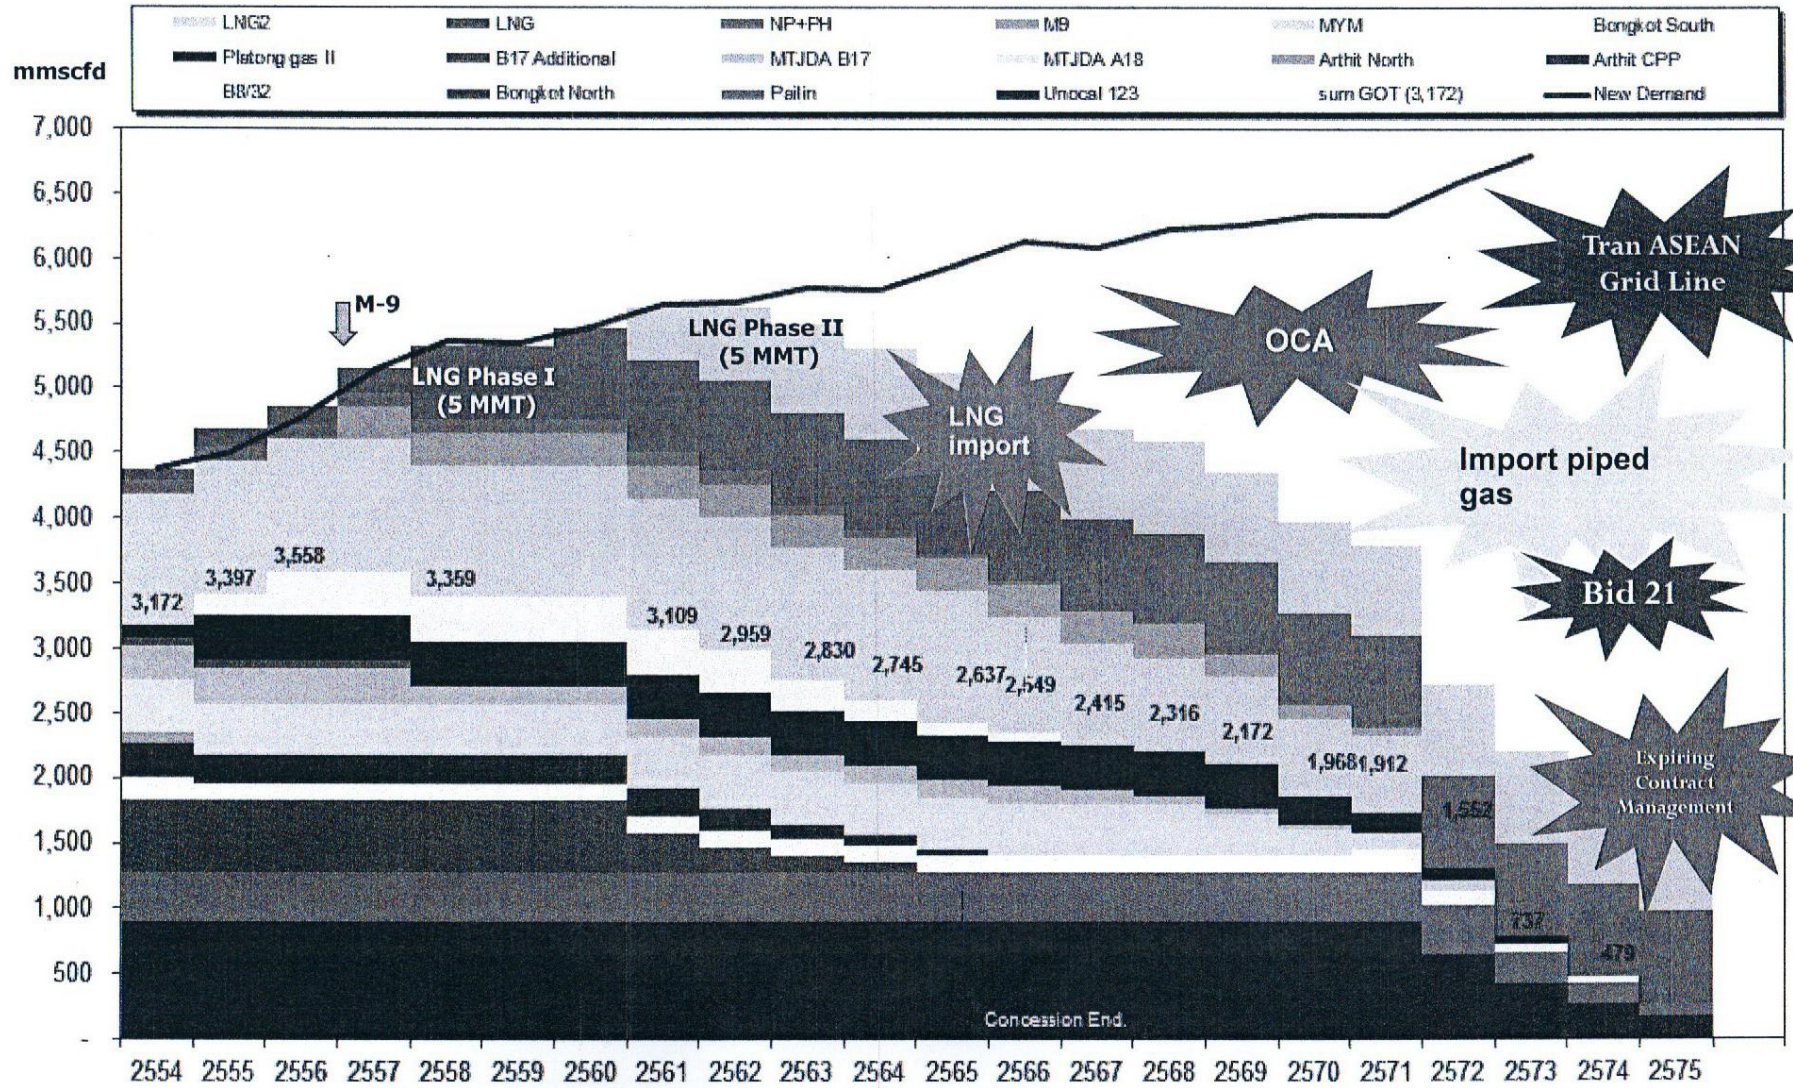 LNG2 LNG NP+PH M9 MYM Bongkot South
Platong gas II B17 Additional MTJDA B17 MTJDA A18 Arthit North Arthit CPP
B8/32 Bongkot North Pailin Unocal 123 sum GOT (3,172) New Demand
mmscfd
7,000
6,500
6,000
5,500
5,000
4,500
4,000
3,500
3,000
2,500
2,000
1,500
1,000
500
-
M-9
LNG Phase I
(5 MMT)
LNG Phase II
(5 MMT)
LNG
import
OCA
Tran ASEAN
Grid Line
Import piped
gas
Bid 21
Expiring
Contract
Management
3,172
3,397
3,558
3,359
3,109
2,959
2,830
2,745
2,637
2,549
2,415
2,316
2,172
1,968
1,912
1,552
737
479
Concession End.
2554 2555 2556 2557 2558 2559 2560 2561 2562 2563 2564 2565 2566 2567 2568 2569 2570 2571 2572 2573 2574 2575